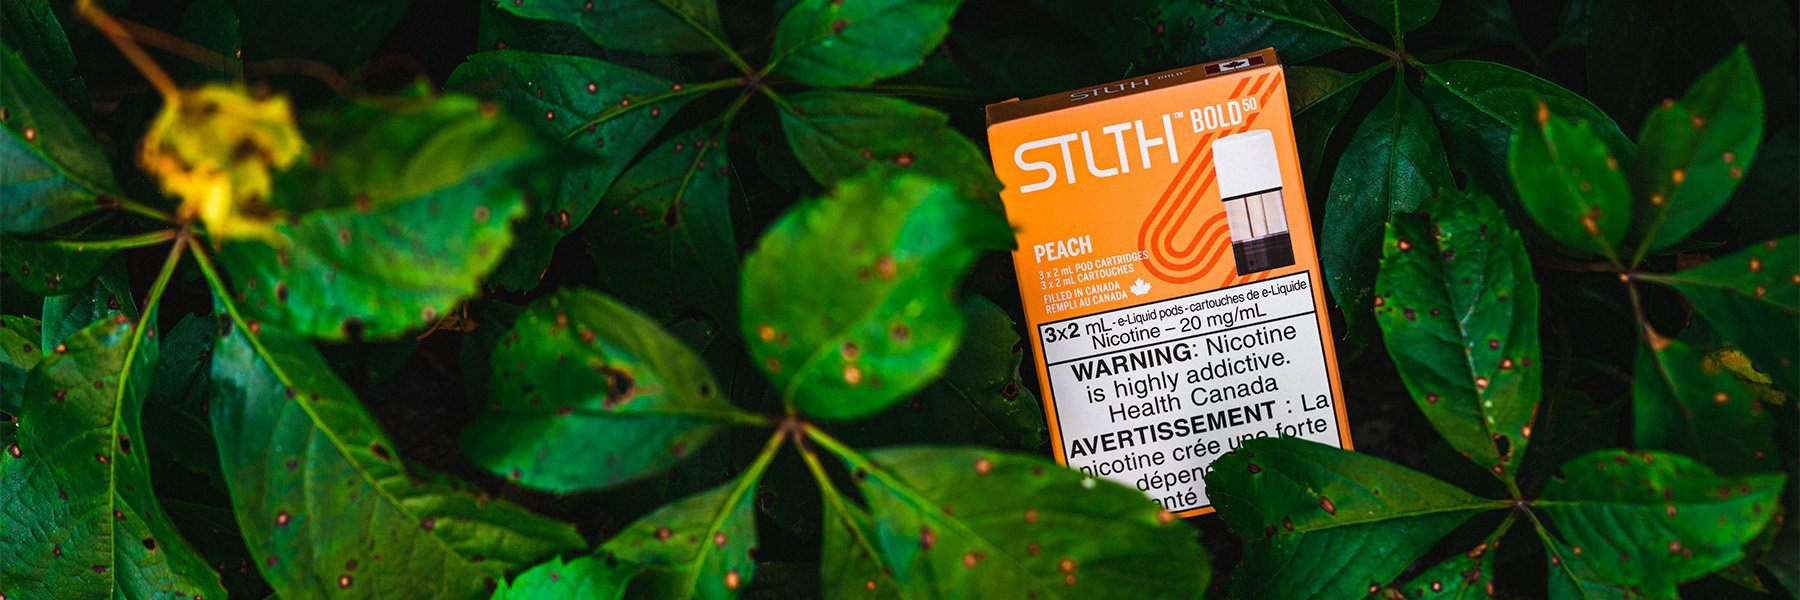 STLTH BOLD
STLTH™ BOLD50
PEACH
3 x 2 mL POD CARTRIDGES
3 x 2 mL CARTOUCHES
FILLED IN CANADA
REMPLI AU CANADA
3x2 mL - e-Liquid pods - cartouches de e-Liquide
Nicotine – 20 mg/mL
WARNING: Nicotine
is highly addictive.
Health Canada
AVERTISSEMENT : La
nicotine crée une forte